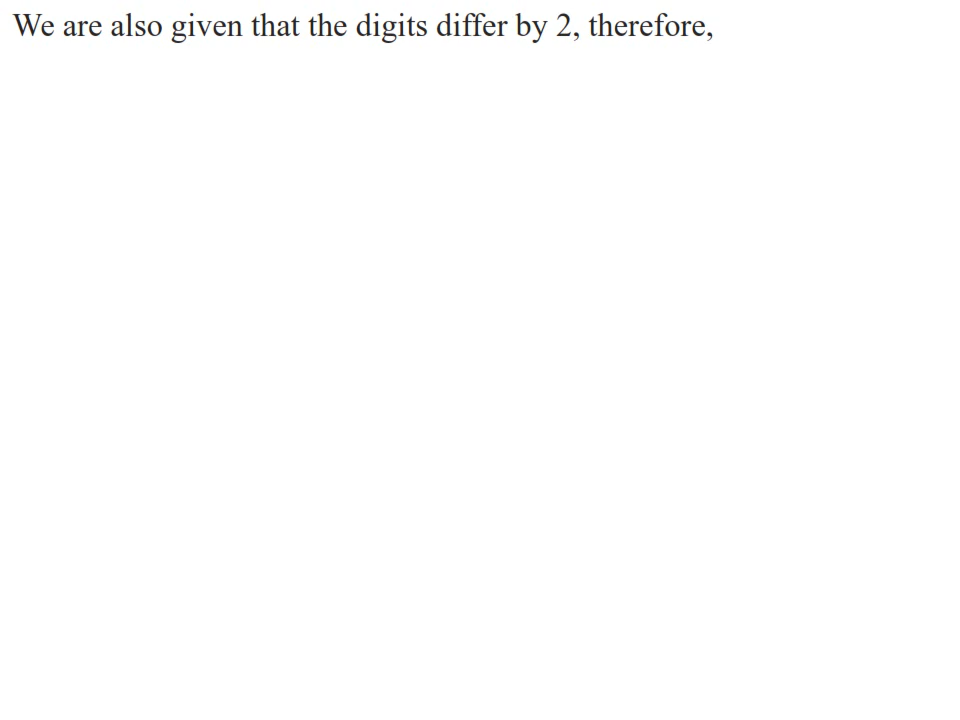 We are also given that the digits differ by 2, therefore,